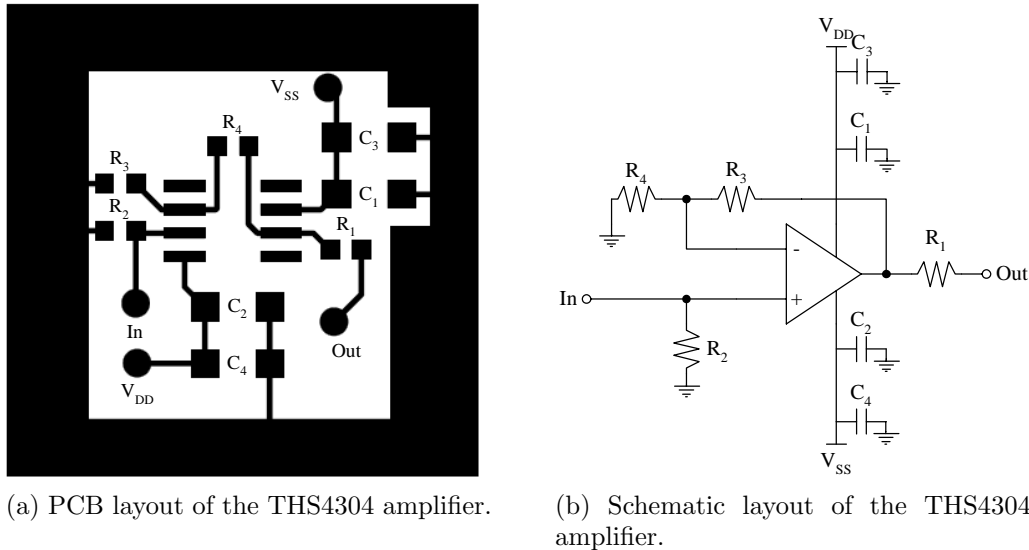 V_SS
R_4
C_3
R_3
C_1
R_2
R_1
C_2
In
Out
C_4
V_DD
(a) PCB layout of the THS4304 amplifier.
V_DD
C_3
C_1
R_4
R_3
-
R_1
Out
In
+
R_2
C_2
C_4
V_SS
(b) Schematic layout of the THS4304
amplifier.